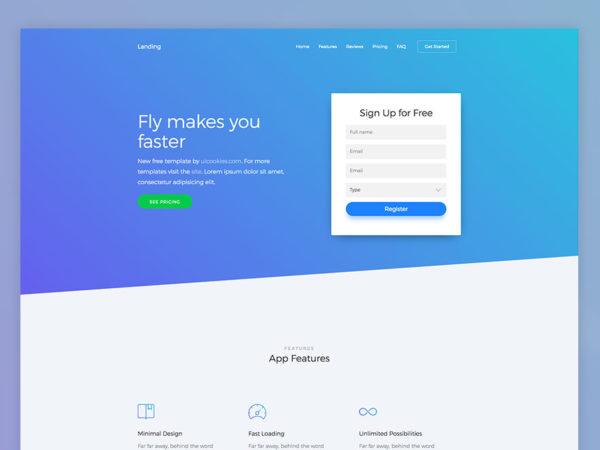 Landing
Home Features Reviews Pricing FAQ Get Started
Fly makes you
faster
New free template by uicookies.com. For more
templates visit the site. Lorem ipsum dolor sit amet,
consectetur adipisicing elit.
SEE PRICING
Sign Up for Free
Full name
Email
Email
Type
Register
FEATURES
App Features
Minimal Design
Far far away, behind the word
Fast Loading
Far far away, behind the word
Unlimited Possibilities
Far far away, behind the word